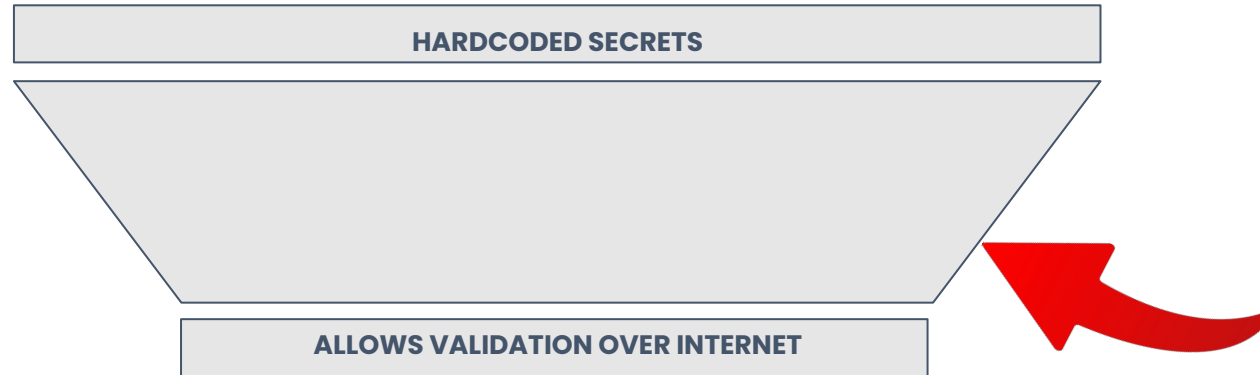 HARDCODED SECRETS
ALLOWS VALIDATION OVER INTERNET